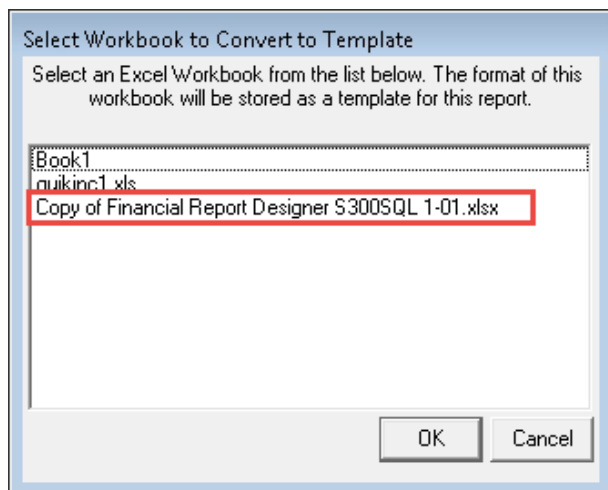 Select Workbook to Convert to Template
Select an Excel Workbook from the list below. The format of this
workbook will be stored as a template for this report.
Book1
quikinc1.xls
Copy of Financial Report Designer S300SQL 1-01.xlsx
OK
Cancel